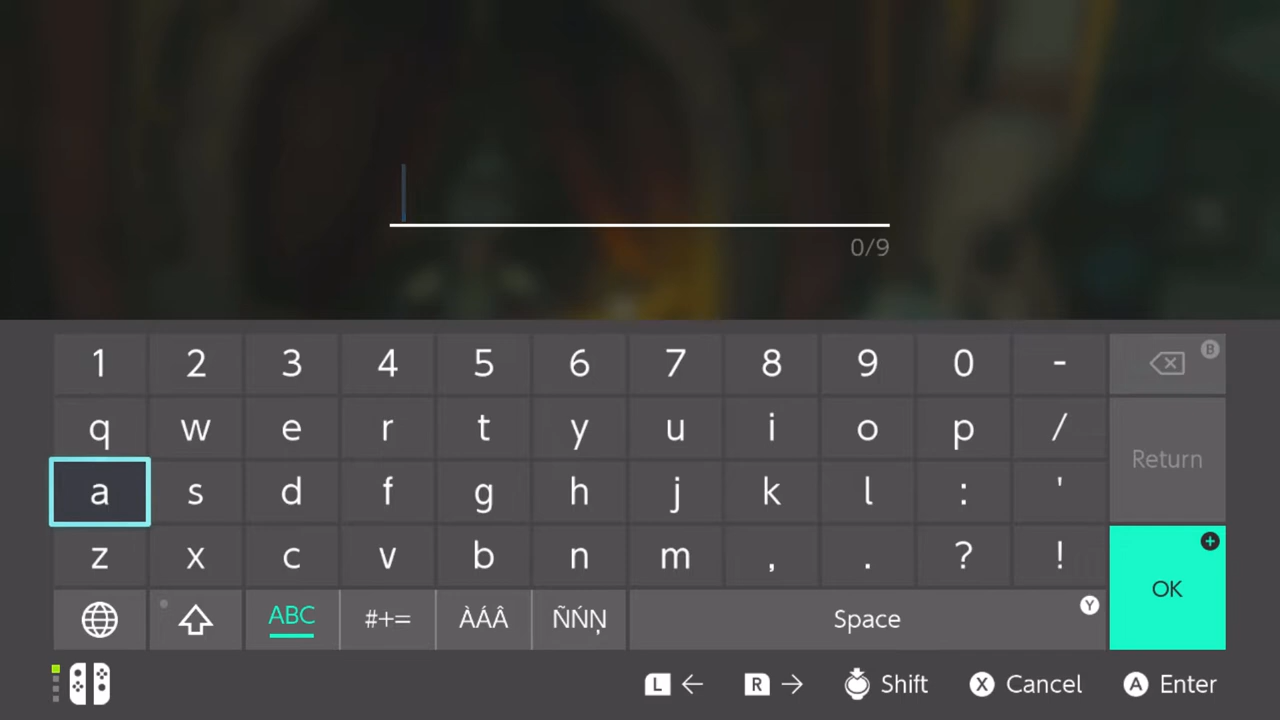 0/9
1 2 3 4 5 6 7 8 9 0 - B
q w e r t y u i o p / Return
a s d f g h j k l : '
z x c v b n m , . ? ! OK
ABC #+= ÀÁÂ ÑŃŅ Space Y
L ← R → Shift X Cancel A Enter